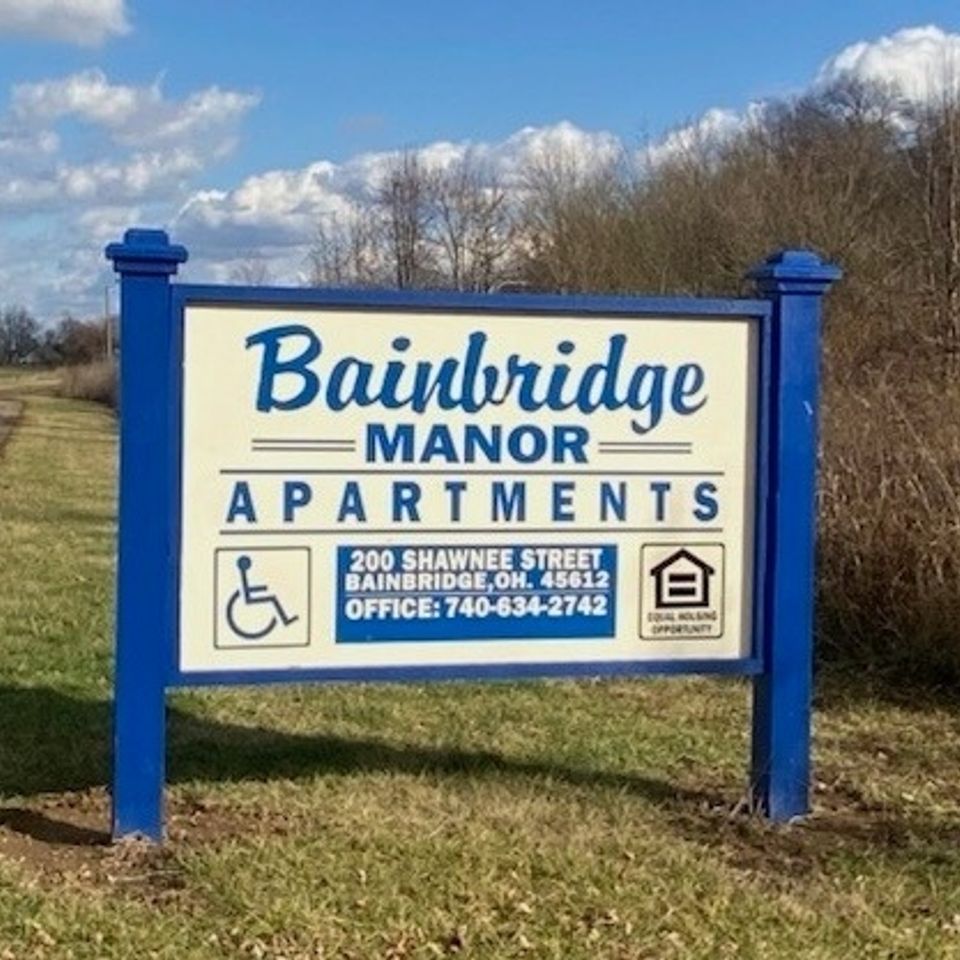 Bainbridge
MANOR
APARTMENTS
200 SHAWNEE STREET
BAINBRIDGE,OH. 45612
OFFICE: 740-634-2742
EQUAL HOUSING
OPPORTUNITY